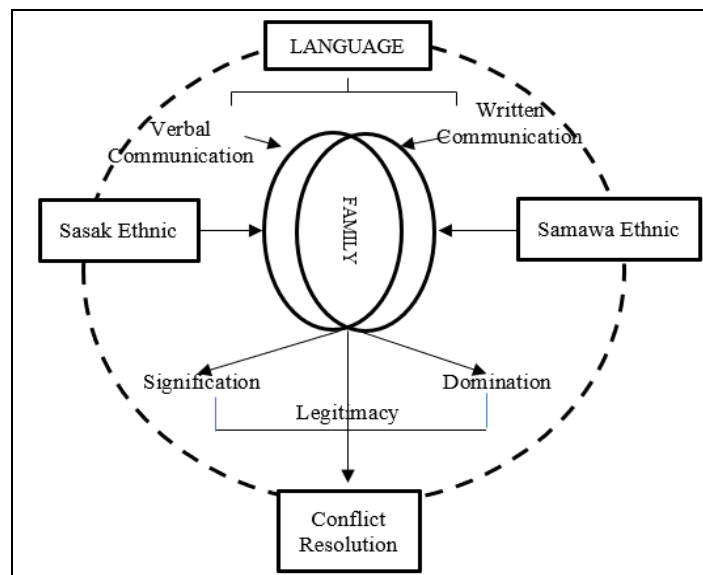 LANGUAGE
Verbal
Communication
Written
Communication
FAMILY
Sasak Ethnic
Samawa Ethnic
Signification
Domination
Legitimacy
Conflict
Resolution